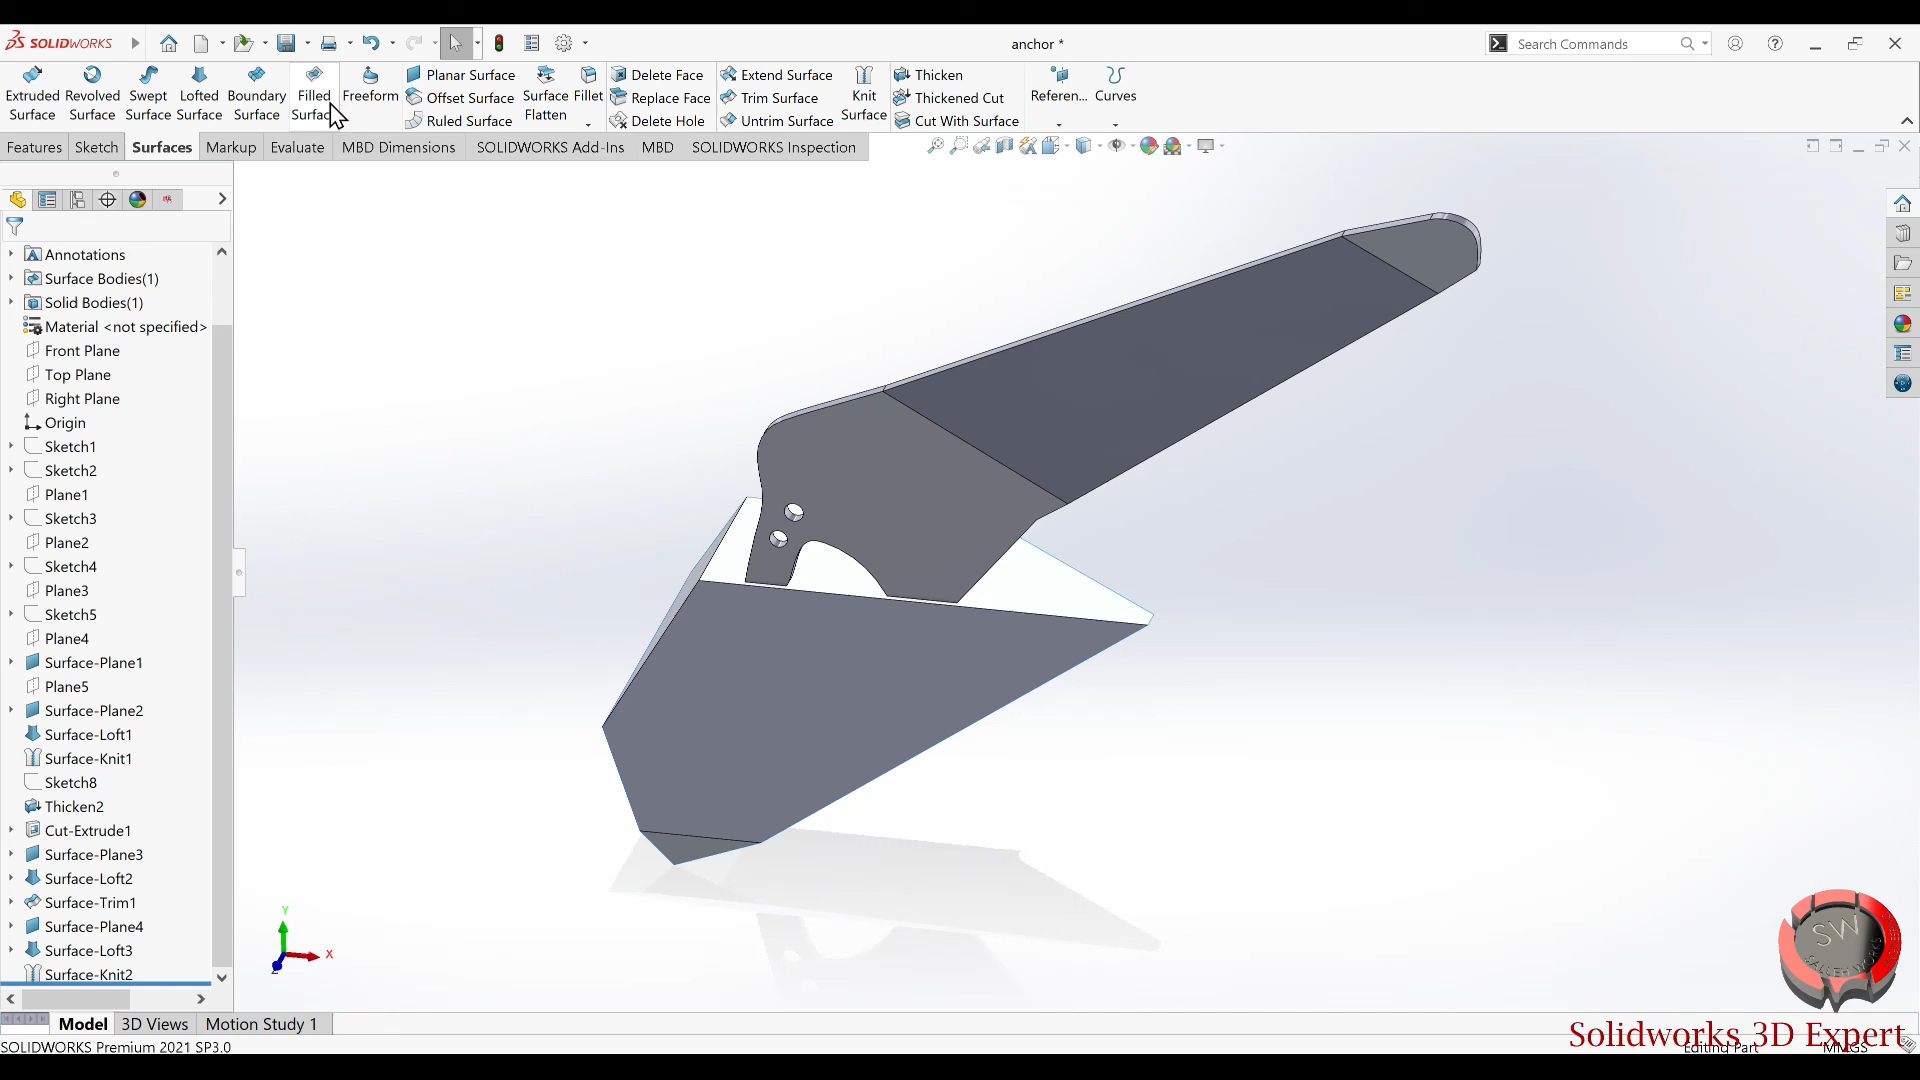 SOLIDWORKS
anchor *
Search Commands
Extruded Surface
Revolved Surface
Swept Surface
Lofted Surface
Boundary Surface
Filled
Freeform
Planar Surface
Offset Surface
Ruled Surface
Surface Flatten
Fillet
Delete Face
Replace Face
Delete Hole
Extend Surface
Trim Surface
Untrim Surface
Knit Surface
Thicken
Thickened Cut
Cut With Surface
Referen...
Curves
Features
Sketch
Surfaces
Markup
Evaluate
MBD Dimensions
SOLIDWORKS Add-Ins
MBD
SOLIDWORKS Inspection
Annotations
Surface Bodies(1)
Solid Bodies(1)
Material <not specified>
Front Plane
Top Plane
Right Plane
Origin
Sketch1
Sketch2
Plane1
Sketch3
Plane2
Sketch4
Plane3
Sketch5
Plane4
Surface-Plane1
Plane5
Surface-Plane2
Surface-Loft1
Surface-Knit1
Sketch8
Thicken2
Cut-Extrude1
Surface-Plane3
Surface-Loft2
Surface-Trim1
Surface-Plane4
Surface-Loft3
Surface-Knit2
Y
X
Z
SW
Model
3D Views
Motion Study 1
Solidworks 3D Expert
SOLIDWORKS Premium 2021 SP3.0
Editing Part
MMGS